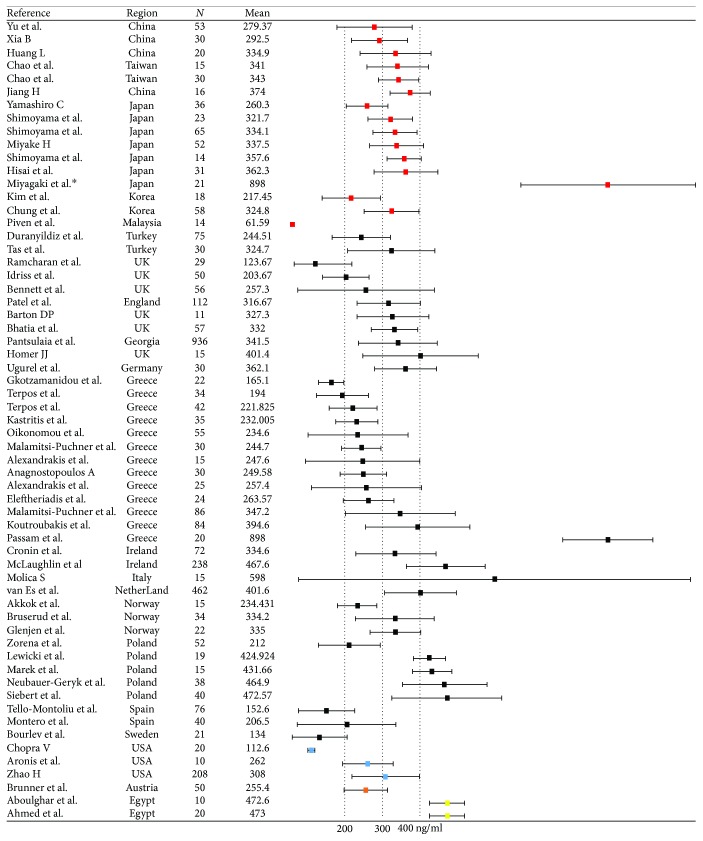 Reference Region N Mean
Yu et al. China 53 279.37
Xia B China 30 292.5
Huang L China 20 334.9
Chao et al. Taiwan 15 341
Chao et al. Taiwan 30 343
Jiang H China 16 374
Yamashiro C Japan 36 260.3
Shimoyama et al. Japan 23 321.7
Shimoyama et al. Japan 65 334.1
Miyake H Japan 52 337.5
Shimoyama et al. Japan 14 357.6
Hisai et al. Japan 31 362.3
Miyagaki et al.* Japan 21 898
Kim et al. Korea 18 217.45
Chung et al. Korea 58 324.8
Piven et al. Malaysia 14 61.59
Duranyildiz et al. Turkey 75 244.51
Tas et al. Turkey 30 324.7
Ramcharan et al. UK 29 123.67
Idriss et al. UK 50 203.67
Bennett et al. UK 56 257.3
Patel et al. England 112 316.67
Barton DP UK 11 327.3
Bhatia et al. UK 57 332
Pantsulaia et al. Georgia 936 341.5
Homer JJ UK 15 401.4
Ugurel et al. Germany 30 362.1
Gkotzamanidou et al. Greece 22 165.1
Terpos et al. Greece 34 194
Terpos et al. Greece 42 221.825
Kastritis et al. Greece 35 232.005
Oikonomou et al. Greece 55 234.6
Malamitsi-Puchner et al. Greece 30 244.7
Alexandrakis et al. Greece 15 247.6
Anagnostopoulos A Greece 30 249.58
Alexandrakis et al. Greece 25 257.4
Eleftheriadis et al. Greece 24 263.57
Malamitsi-Puchner et al. Greece 86 347.2
Koutroubakis et al. Greece 84 394.6
Passam et al. Greece 20 898
Cronin et al. Ireland 72 334.6
McLaughlin et al Ireland 238 467.6
Molica S Italy 15 598
van Es et al. NetherLand 462 401.6
Akkok et al. Norway 15 234.431
Bruserud et al. Norway 34 334.2
Glenjen et al. Norway 22 335
Zorena et al. Poland 52 212
Lewicki et al. Poland 19 424.924
Marek et al. Poland 15 431.66
Neubauer-Geryk et al. Poland 38 464.9
Siebert et al. Poland 40 472.57
Tello-Montoliu et al. Spain 76 152.6
Montero et al. Spain 40 206.5
Bourlev et al. Sweden 21 134
Chopra V USA 20 112.6
Aronis et al. USA 10 262
Zhao H USA 208 308
Brunner et al. Austria 50 255.4
Aboulghar et al. Egypt 10 472.6
Ahmed et al. Egypt 20 473
200 300 400 ng/ml